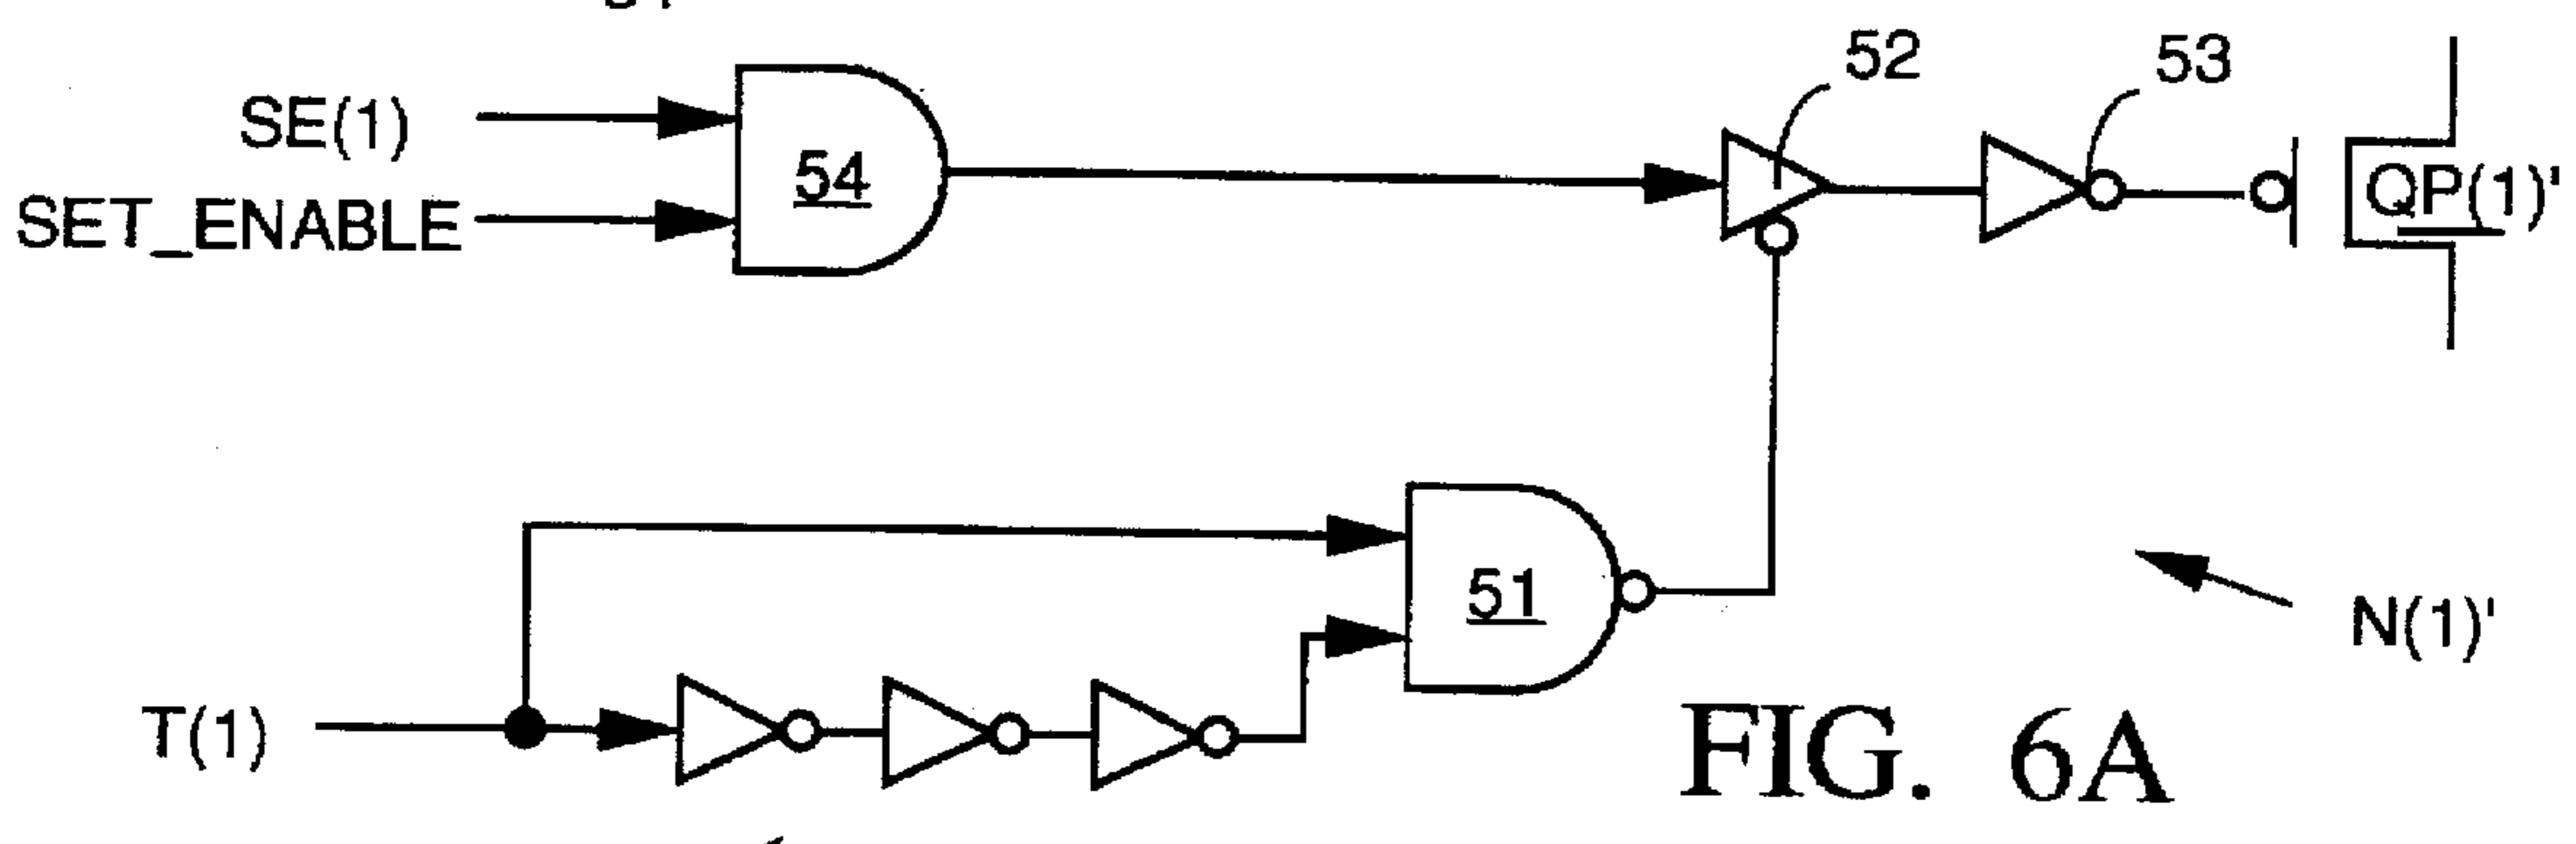 52
53
SE(1)
54
QP(1)'
SET_ENABLE
51
N(1)'
T(1)
FIG. 6A